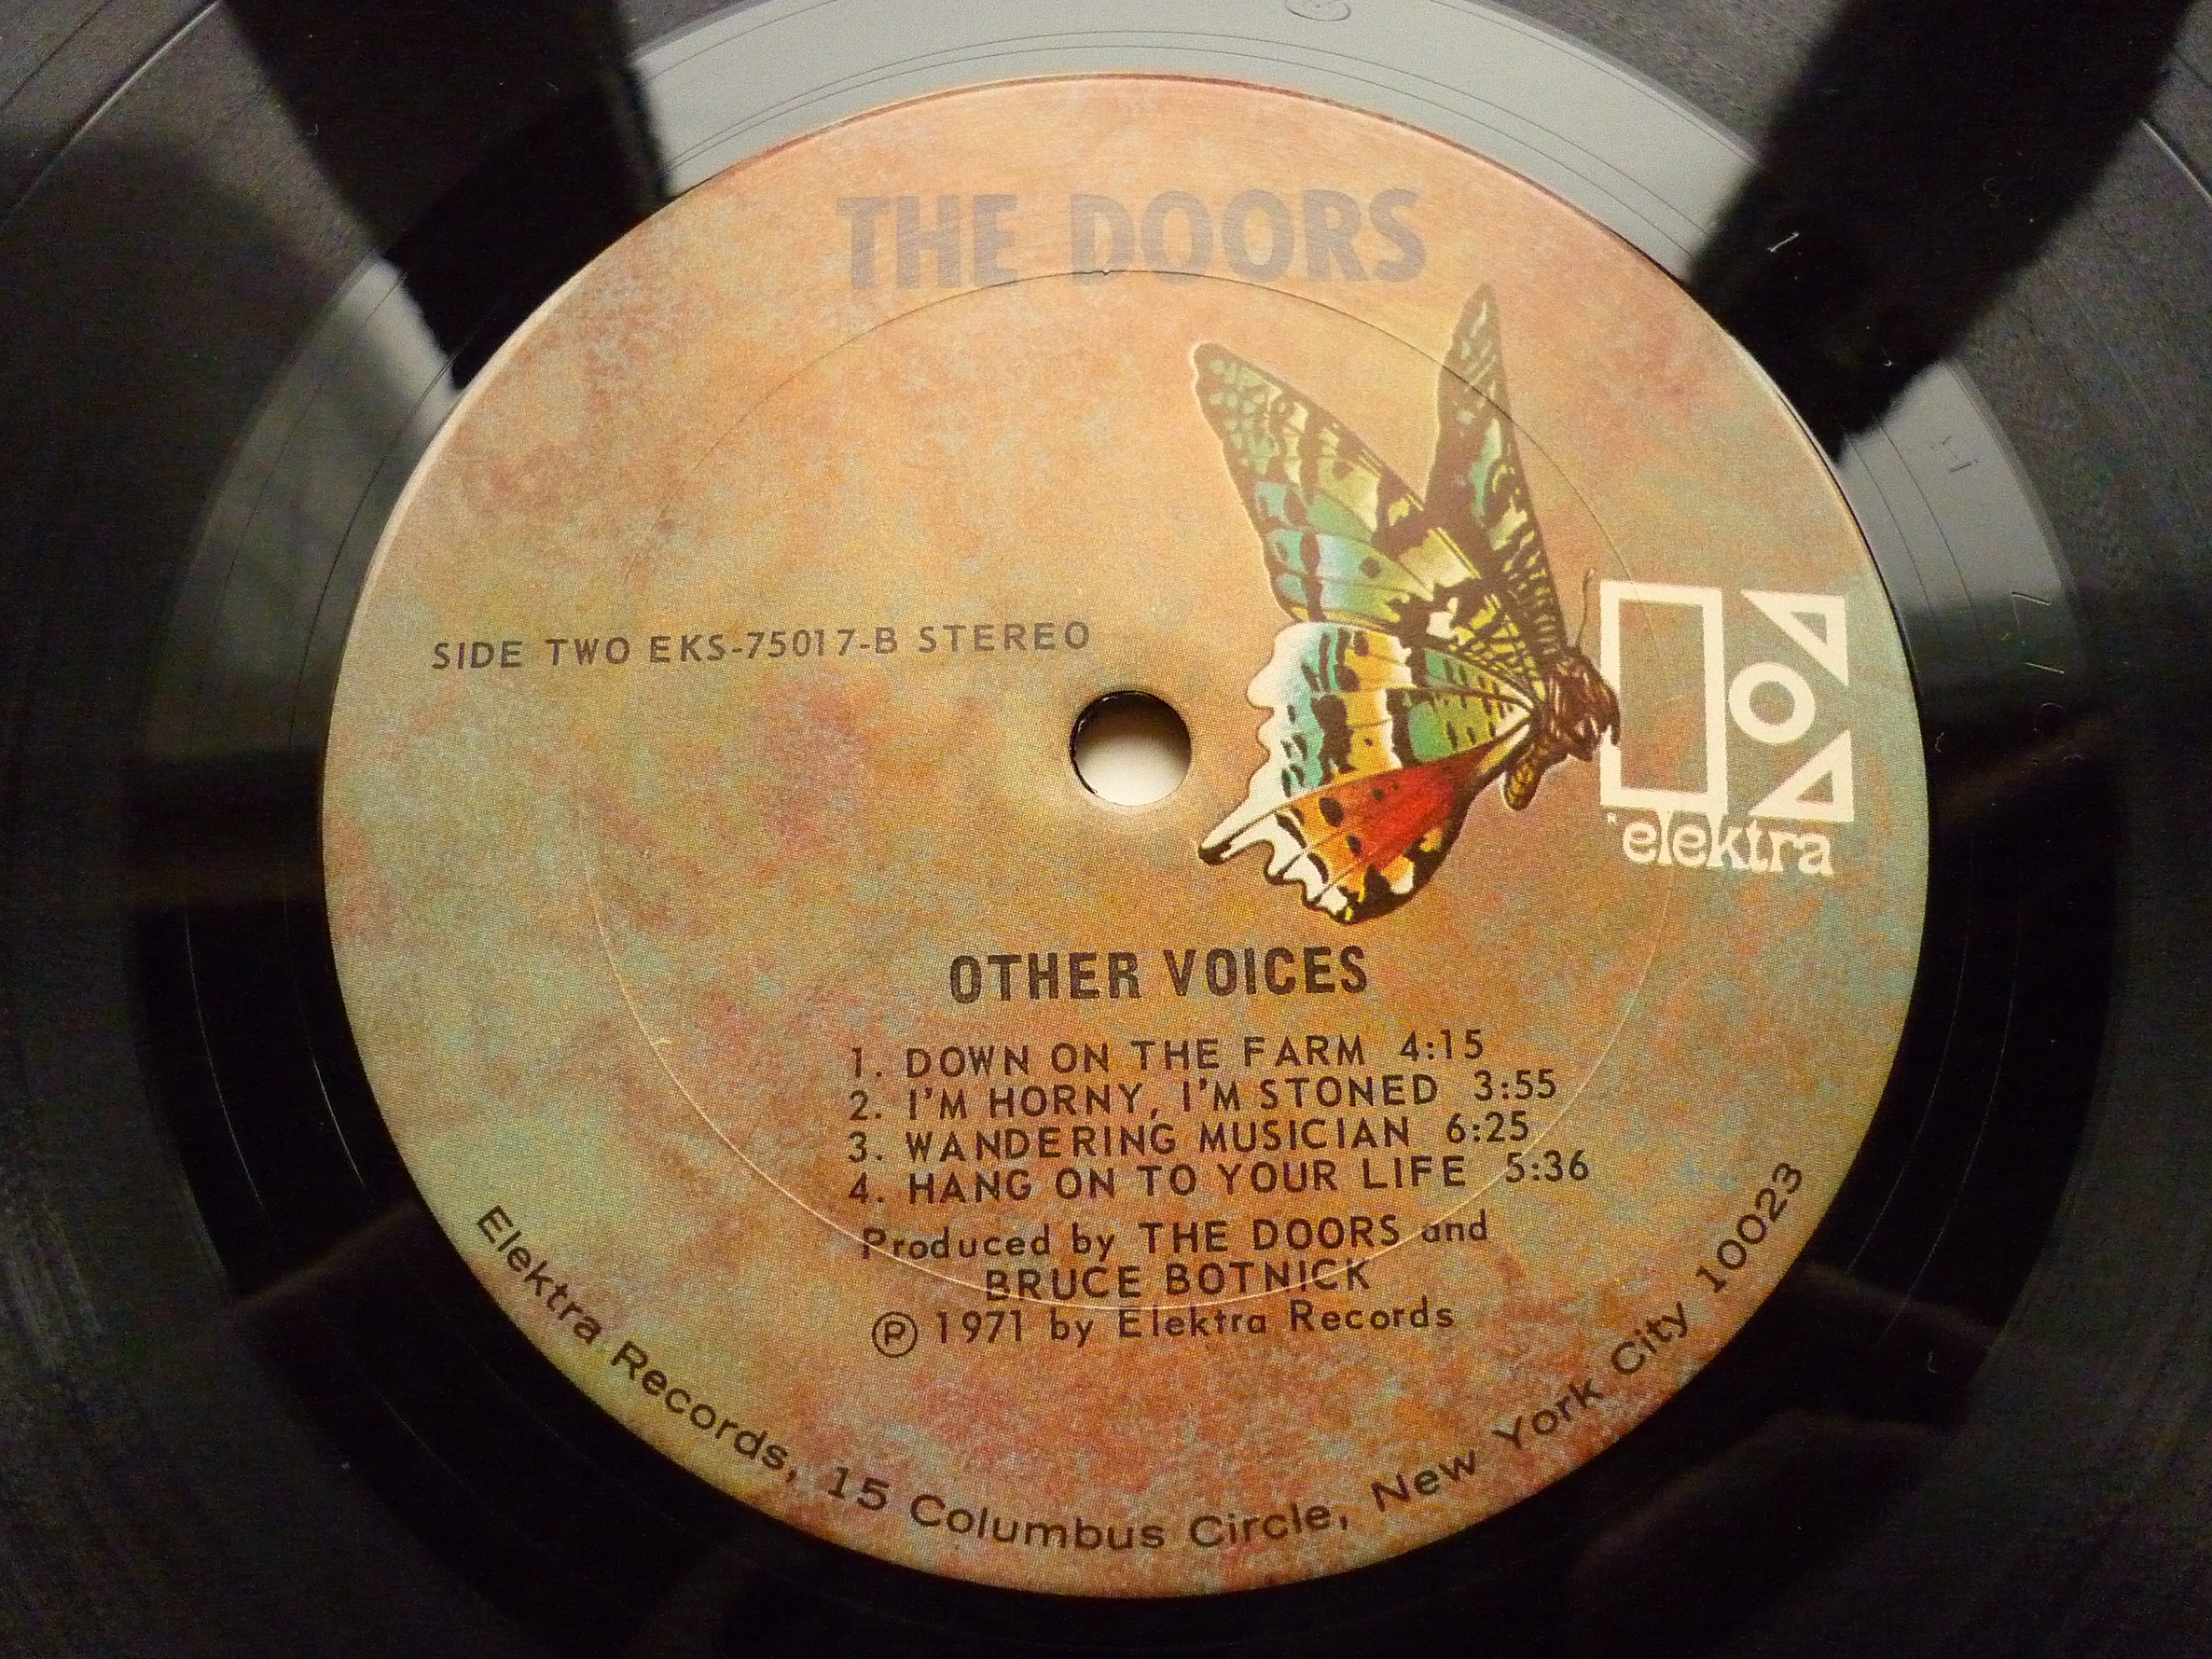 THE DOORS
SIDE TWO EKS-75017-B STEREO
elektra
OTHER VOICES
1. DOWN ON THE FARM 4:15
2. I'M HORNY, I'M STONED 3:55
3. WANDERING MUSICIAN 6:25
4. HANG ON TO YOUR LIFE 5:36
Produced by THE DOORS and
BRUCE BOTNICK
Ⓟ 1971 by Elektra Records
Elektra Records, 15 Columbus Circle, New York City 10023